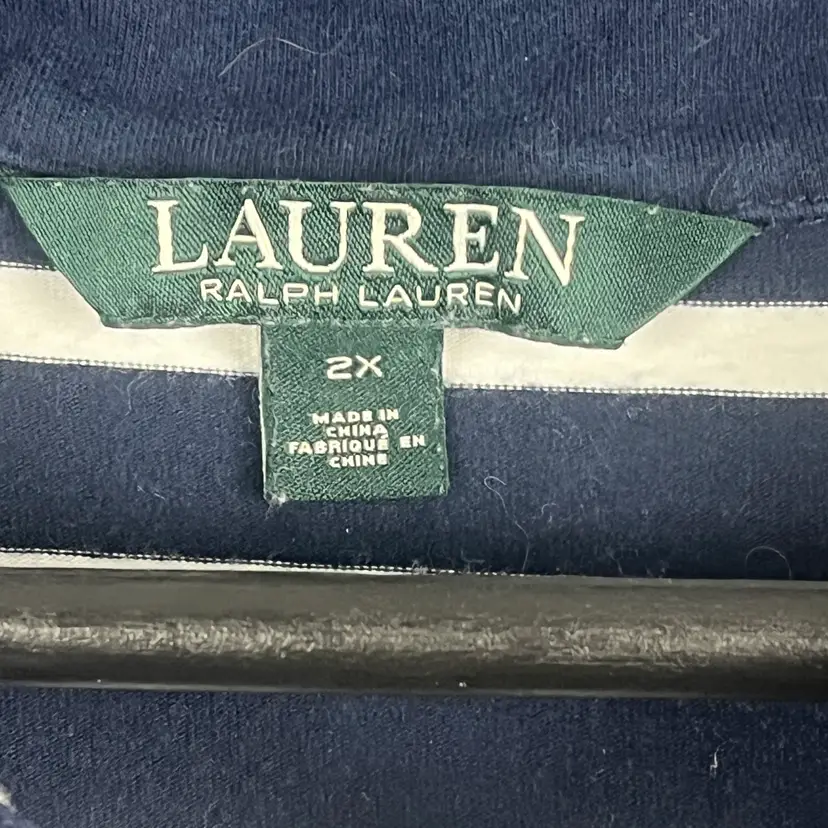 LAUREN
RALPH LAUREN
2X
MADE IN
CHINA
FABRIQUÉ EN
CHINE